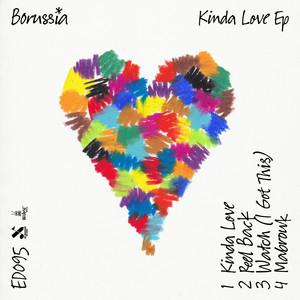 Borussia
Kinda Love Ep
ED095
1 Kinda Love
2 Reel Back
3 Watch (I Got This)
4 Mabrouk